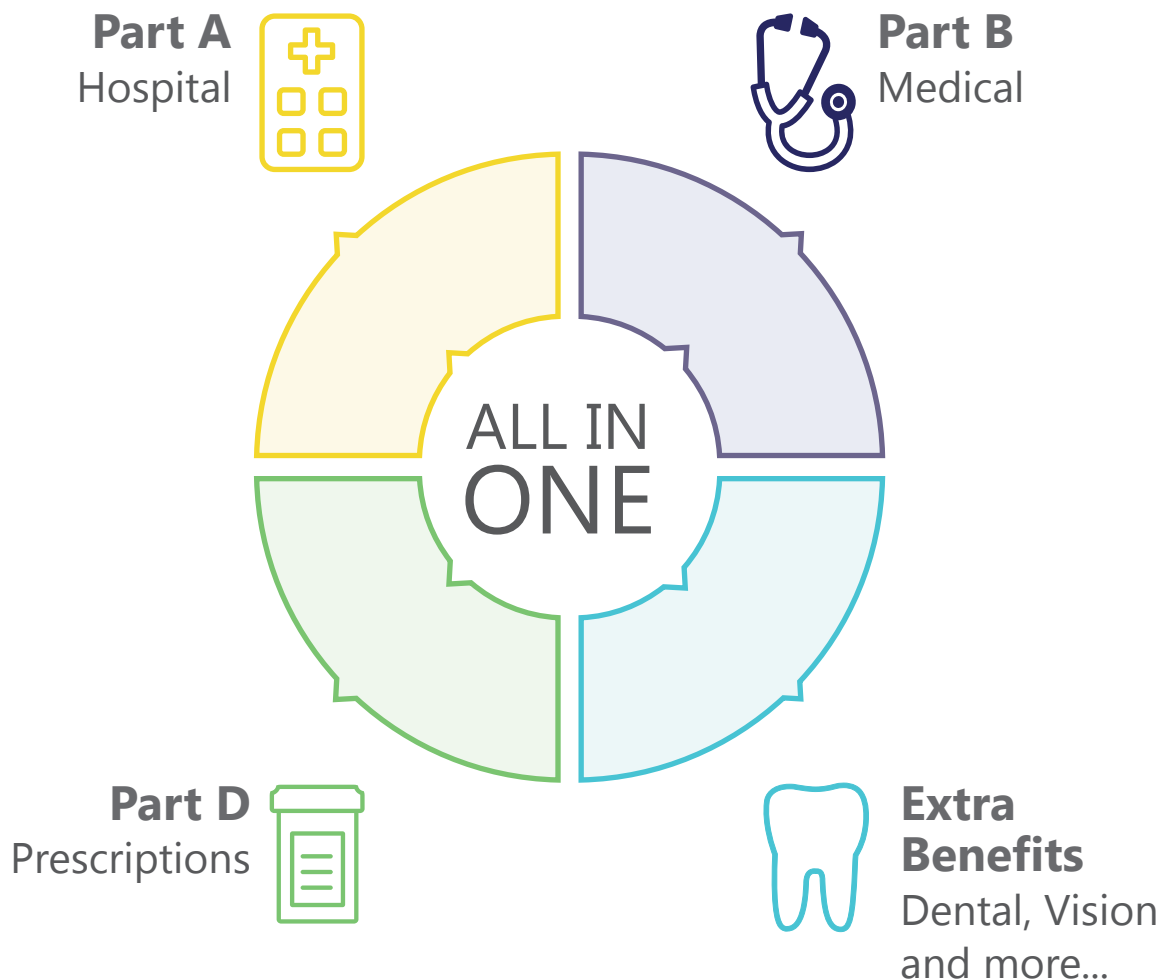 Part A
Hospital
Part B
Medical
ALL IN
ONE
Part D
Prescriptions
Extra
Benefits
Dental, Vision
and more...